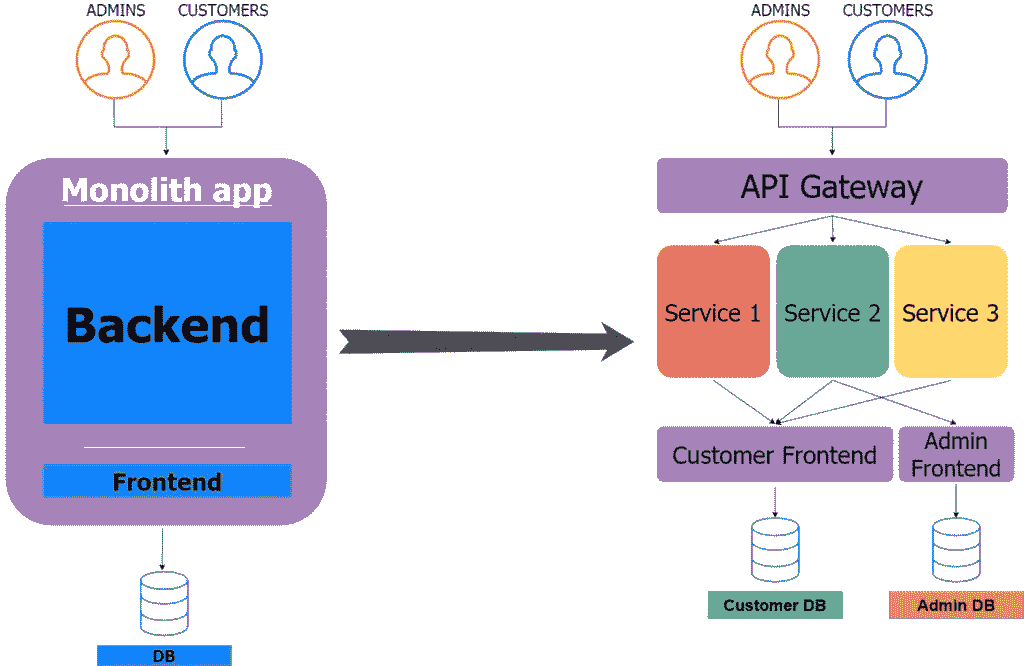 ADMINS
CUSTOMERS
Monolith app
Backend
Frontend
DB
ADMINS
CUSTOMERS
API Gateway
Service 1
Service 2
Service 3
Customer Frontend
Admin
Frontend
Customer DB
Admin DB